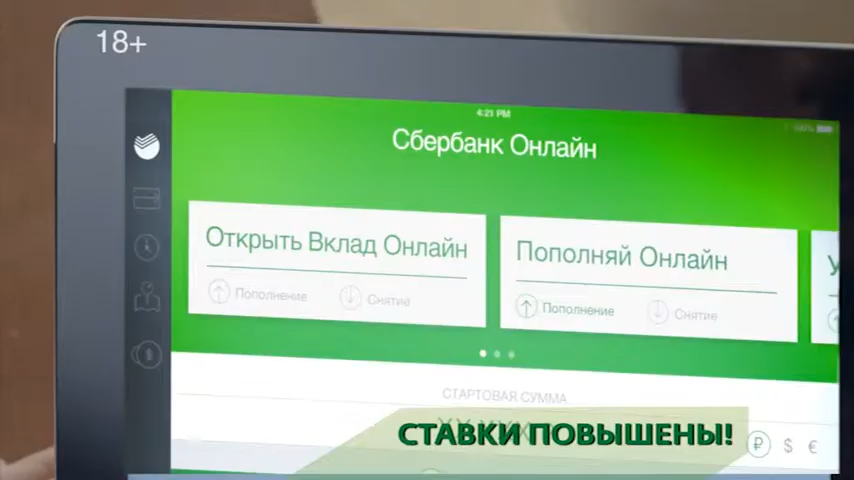 18+
4:21 PM
100%
Сбербанк Онлайн
Открыть Вклад Онлайн
Пополнение Снятие
Пополняй Онлайн
Пополнение Снятие
У
СТАРТОВАЯ СУММА
СТАВКИ ПОВЫШЕНЫ!
₽ $ €